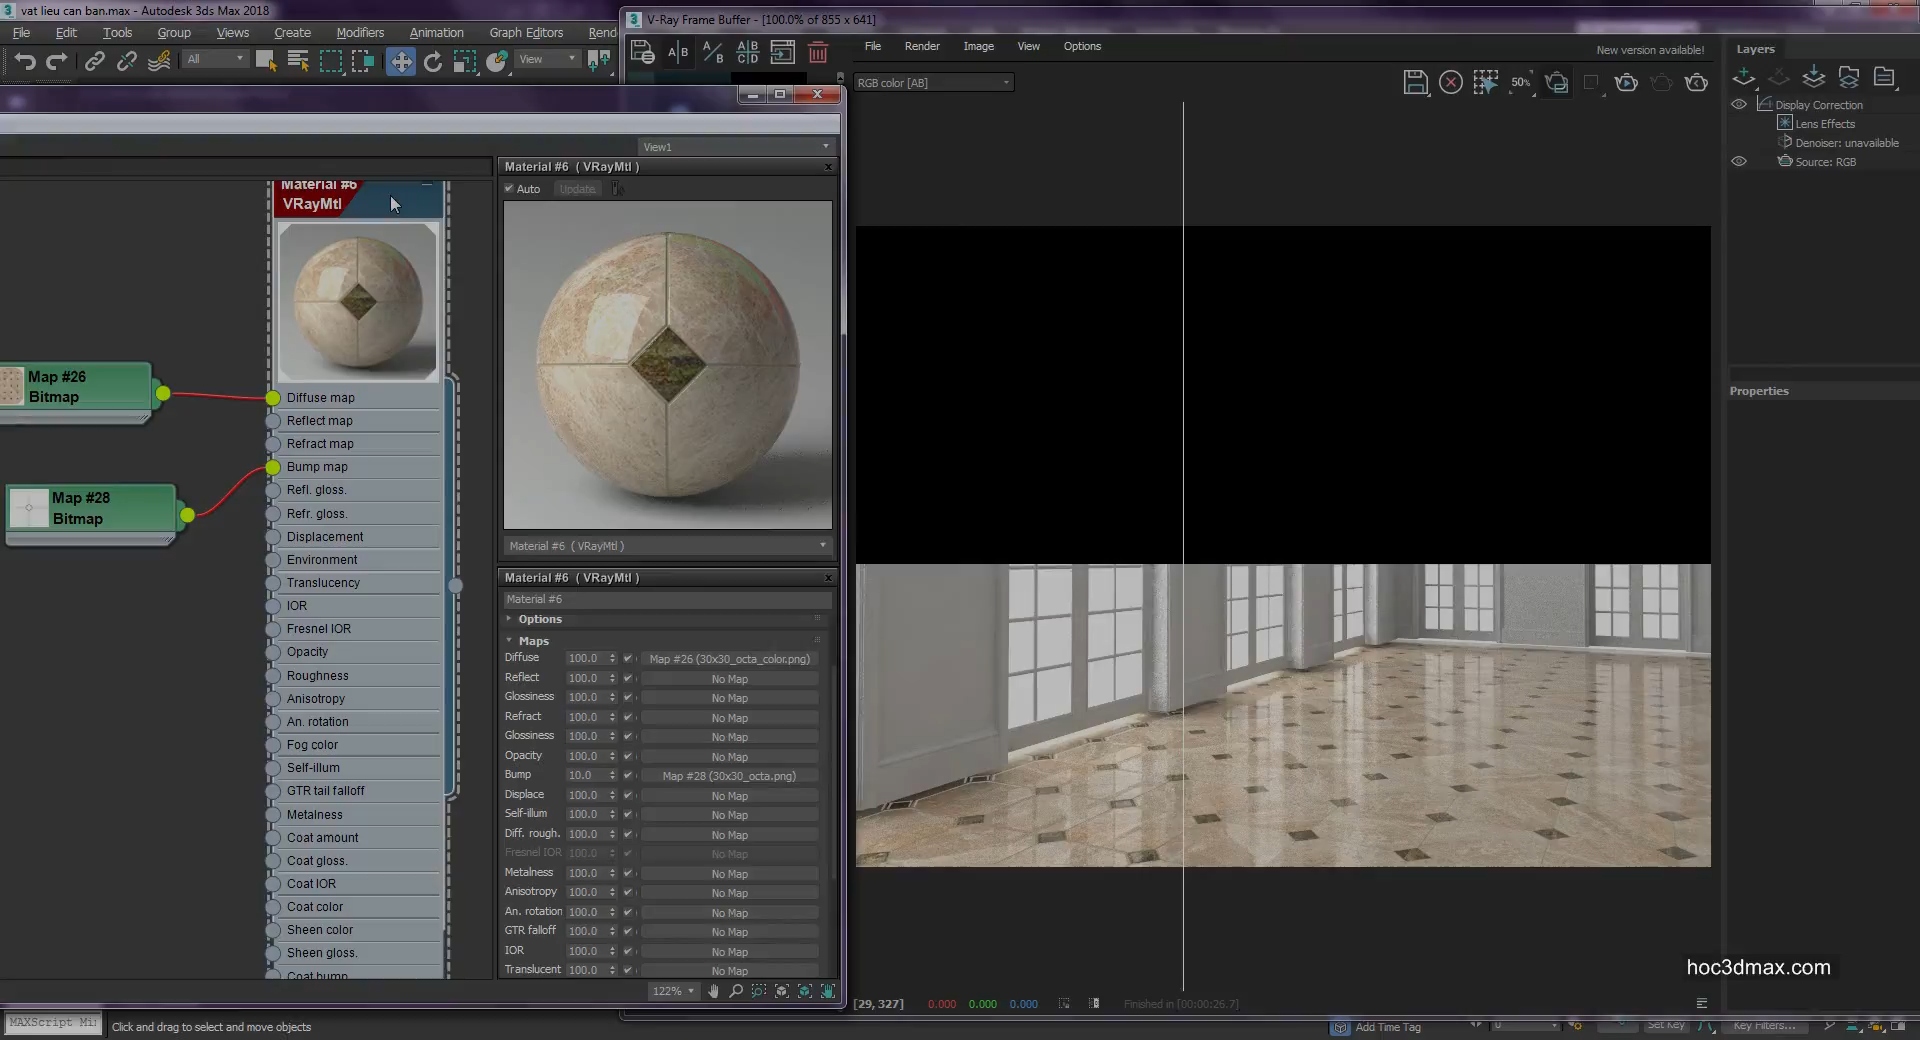 vat lieu can ban.max - Autodesk 3ds Max 2018
File Edit Tools Group Views Create Modifiers Animation Graph Editors Rende
All
View
V-Ray Frame Buffer - [100.0% of 855 x 641]
File Render Image View Options
New version available!
RGB color [AB]
50%
Layers
Display Correction
Lens Effects
Denoiser: unavailable
Source: RGB
Properties
View1
Material #6
VRayMtl
Map #26
Bitmap
Map #28
Bitmap
Diffuse map
Reflect map
Refract map
Bump map
Refl. gloss.
Refr. gloss.
Displacement
Environment
Translucency
IOR
Fresnel IOR
Opacity
Roughness
Anisotropy
An. rotation
Fog color
Self-illum
GTR tail falloff
Metalness
Coat amount
Coat gloss.
Coat IOR
Coat color
Sheen color
Sheen gloss.
Coat bump
Material #6 ( VRayMtl )
Auto Update
Material #6 ( VRayMtl )
Material #6 ( VRayMtl )
Material #6
Options
Maps
Diffuse 100.0 Map #26 (30x30_octa_color.png)
Reflect 100.0 No Map
Glossiness 100.0 No Map
Refract 100.0 No Map
Glossiness 100.0 No Map
Opacity 100.0 No Map
Bump 10.0 Map #28 (30x30_octa.png)
Displace 100.0 No Map
Self-illum 100.0 No Map
Diff. rough. 100.0 No Map
Fresnel IOR 100.0 No Map
Metalness 100.0 No Map
Anisotropy 100.0 No Map
An. rotation 100.0 No Map
GTR falloff 100.0 No Map
IOR 100.0 No Map
Translucent 100.0 No Map
122%
hoc3dmax.com
[29, 327] 0.000 0.000 0.000 Finished in [00:00:26.7]
MAXScript Mi
Click and drag to select and move objects
Add Time Tag
Set Key
Key Filters...